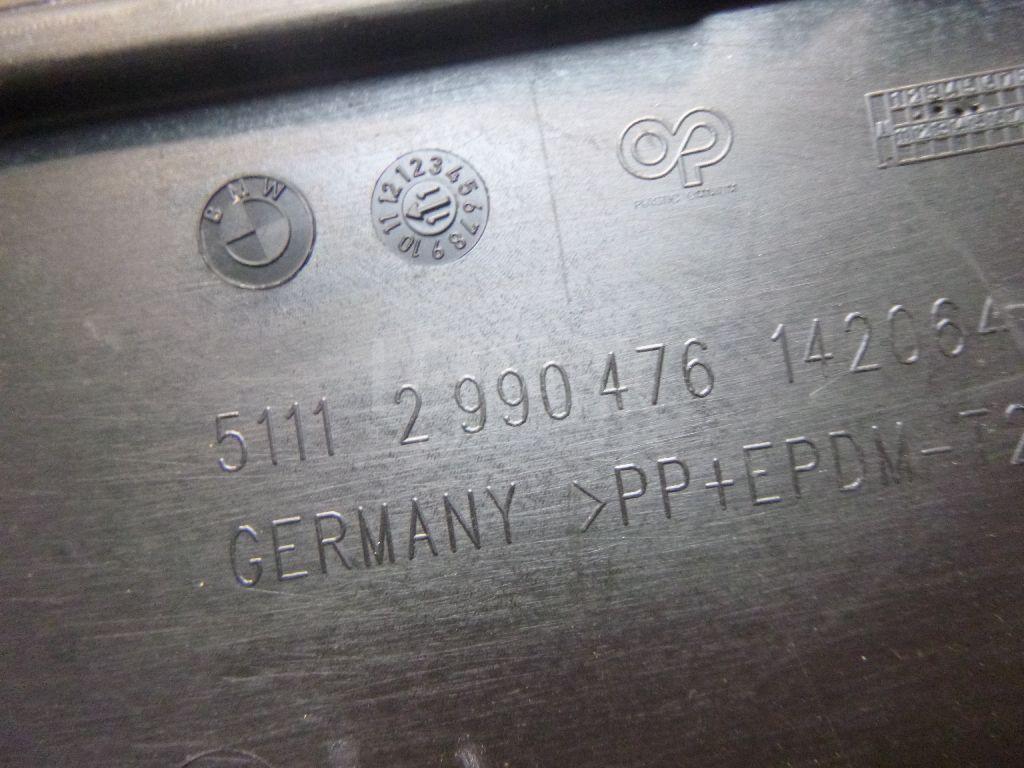 BMW
1 2 3 4 5 6 7 8 9 10 11 12
11
OP
5111 2 990 476 142064
GERMANY >PP+EPDM-T2